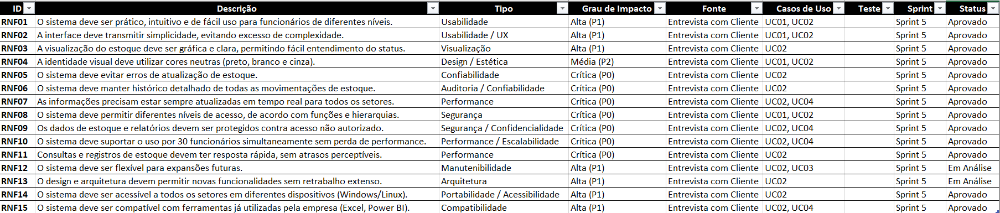 ID Descrição Tipo Grau de Impacto Fonte Casos de Uso Teste Sprint Status
RNF01 O sistema deve ser prático, intuitivo e de fácil uso para funcionários de diferentes níveis. Usabilidade Alta (P1) Entrevista com Cliente UC01, UC02 Sprint 5 Aprovado
RNF02 A interface deve transmitir simplicidade, evitando excesso de complexidade. Usabilidade / UX Alta (P1) Entrevista com Cliente UC01, UC02 Sprint 5 Aprovado
RNF03 A visualização do estoque deve ser gráfica e clara, permitindo fácil entendimento do status. Visualização Alta (P1) Entrevista com Cliente UC02 Sprint 5 Aprovado
RNF04 A identidade visual deve utilizar cores neutras (preto, branco e cinza). Design / Estética Média (P2) Entrevista com Cliente UC01, UC02 Sprint 5 Aprovado
RNF05 O sistema deve evitar erros de atualização de estoque. Confiabilidade Crítica (P0) Entrevista com Cliente UC02 Sprint 5 Aprovado
RNF06 O sistema deve manter histórico detalhado de todas as movimentações de estoque. Auditoria / Confiabilidade Crítica (P0) Entrevista com Cliente UC02 Sprint 5 Aprovado
RNF07 As informações precisam estar sempre atualizadas em tempo real para todos os setores. Performance Crítica (P0) Entrevista com Cliente UC02, UC04 Sprint 5 Aprovado
RNF08 O sistema deve permitir diferentes níveis de acesso, de acordo com funções e hierarquias. Segurança Crítica (P0) Entrevista com Cliente UC01, UC02 Sprint 5 Aprovado
RNF09 Os dados de estoque e relatórios devem ser protegidos contra acesso não autorizado. Segurança / Confidencialidade Crítica (P0) Entrevista com Cliente UC02, UC04 Sprint 5 Aprovado
RNF10 O sistema deve suportar o uso por 30 funcionários simultaneamente sem perda de performance. Performance / Escalabilidade Crítica (P0) Entrevista com Cliente UC02, UC04 Sprint 5 Aprovado
RNF11 Consultas e registros de estoque devem ter resposta rápida, sem atrasos perceptíveis. Performance Crítica (P0) Entrevista com Cliente UC02 Sprint 5 Aprovado
RNF12 O sistema deve ser flexível para expansões futuras. Manutenibilidade Alta (P1) Entrevista com Cliente UC02, UC03 Sprint 5 Em Análise
RNF13 O design e arquitetura devem permitir novas funcionalidades sem retrabalho extenso. Arquitetura Alta (P1) Entrevista com Cliente UC02 Sprint 5 Em Análise
RNF14 O sistema deve ser acessível a todos os setores em diferentes dispositivos (Windows/Linux). Portabilidade / Acessibilidade Alta (P1) Entrevista com Cliente UC02 Sprint 5 Aprovado
RNF15 O sistema deve ser compatível com ferramentas já utilizadas pela empresa (Excel, Power BI). Compatibilidade Alta (P1) Entrevista com Cliente UC02, UC04 Sprint 5 Aprovado